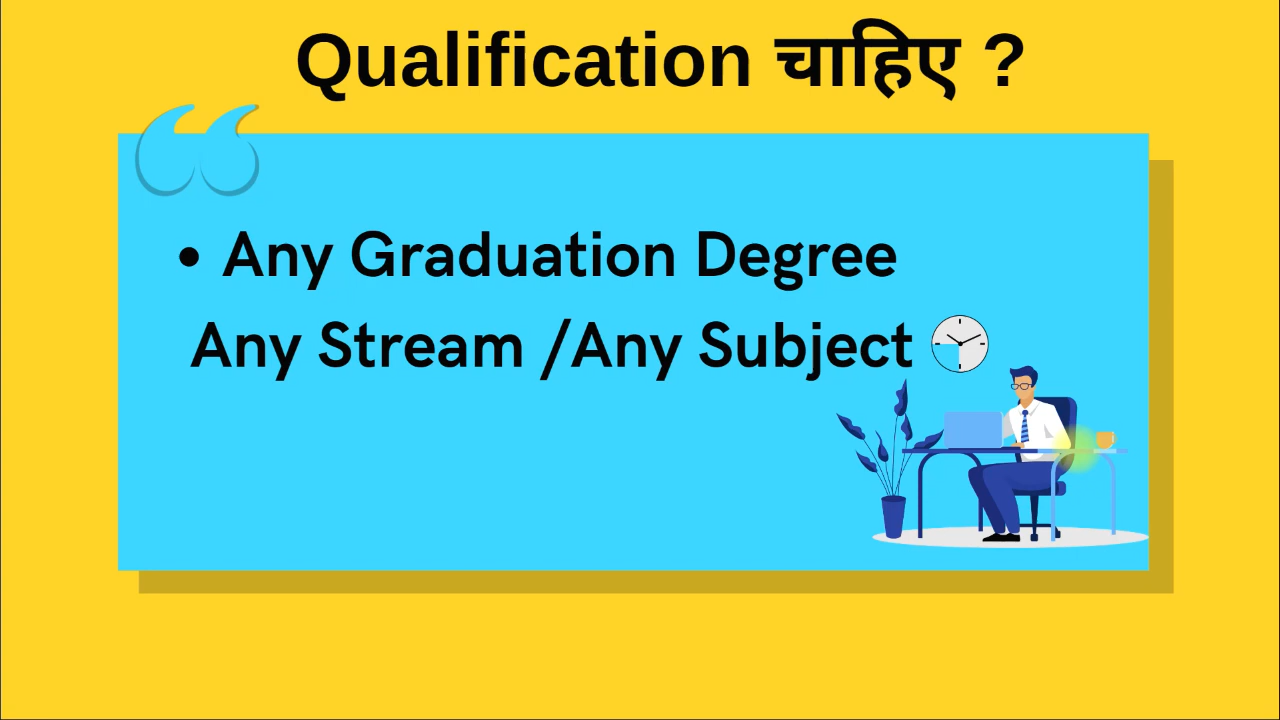 Qualification चाहिए ?
• Any Graduation Degree
Any Stream /Any Subject